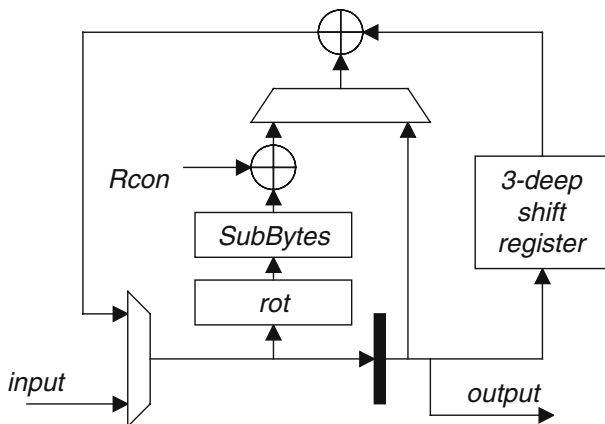 Rcon
SubBytes
rot
3-deep
shift
register
input
output